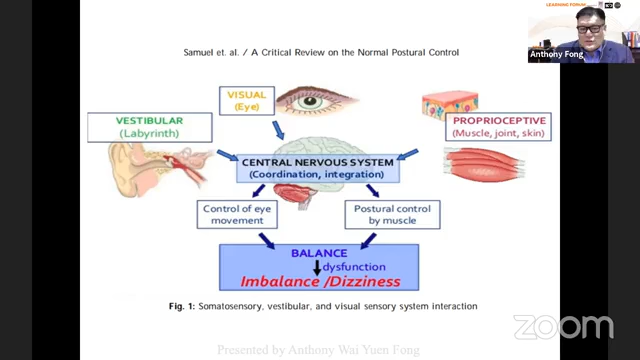 LEARNING FORUM
Anthony Fong
Samuel et. al. / A Critical Review on the Normal Postural Control
VISUAL
(Eye)
VESTIBULAR
(Labyrinth)
PROPRIOCEPTIVE
(Muscle, joint, skin)
CENTRAL NERVOUS SYSTEM
(Coordination, integration)
Control of eye
movement
Postural control
by muscle
BALANCE
dysfunction
Imbalance /Dizziness
Fig. 1: Somatosensory, vestibular, and visual sensory system interaction
zoom
Presented by Anthony Wai Yuen Fong